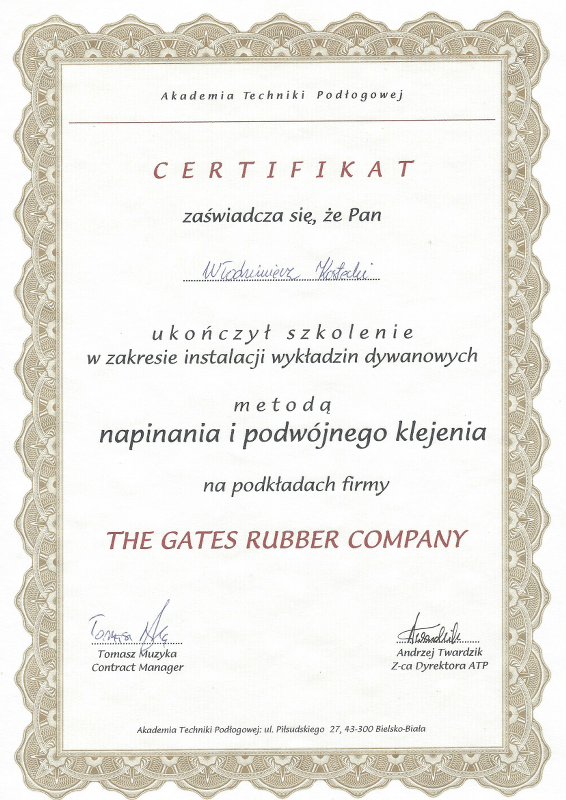 Akademia Techniki Podłogowej
CERTIFIKAT
zaświadcza się, że Pan
Włodzimierz Kostecki
ukończył szkolenie
w zakresie instalacji wykładzin dywanowych
metodą
napinania i podwójnego klejenia
na podkładach firmy
THE GATES RUBBER COMPANY
Tomasz Muzyka
Contract Manager
Andrzej Twardzik
Z-ca Dyrektora ATP
Akademia Techniki Podłogowej: ul. Piłsudskiego 27, 43-300 Bielsko-Biała